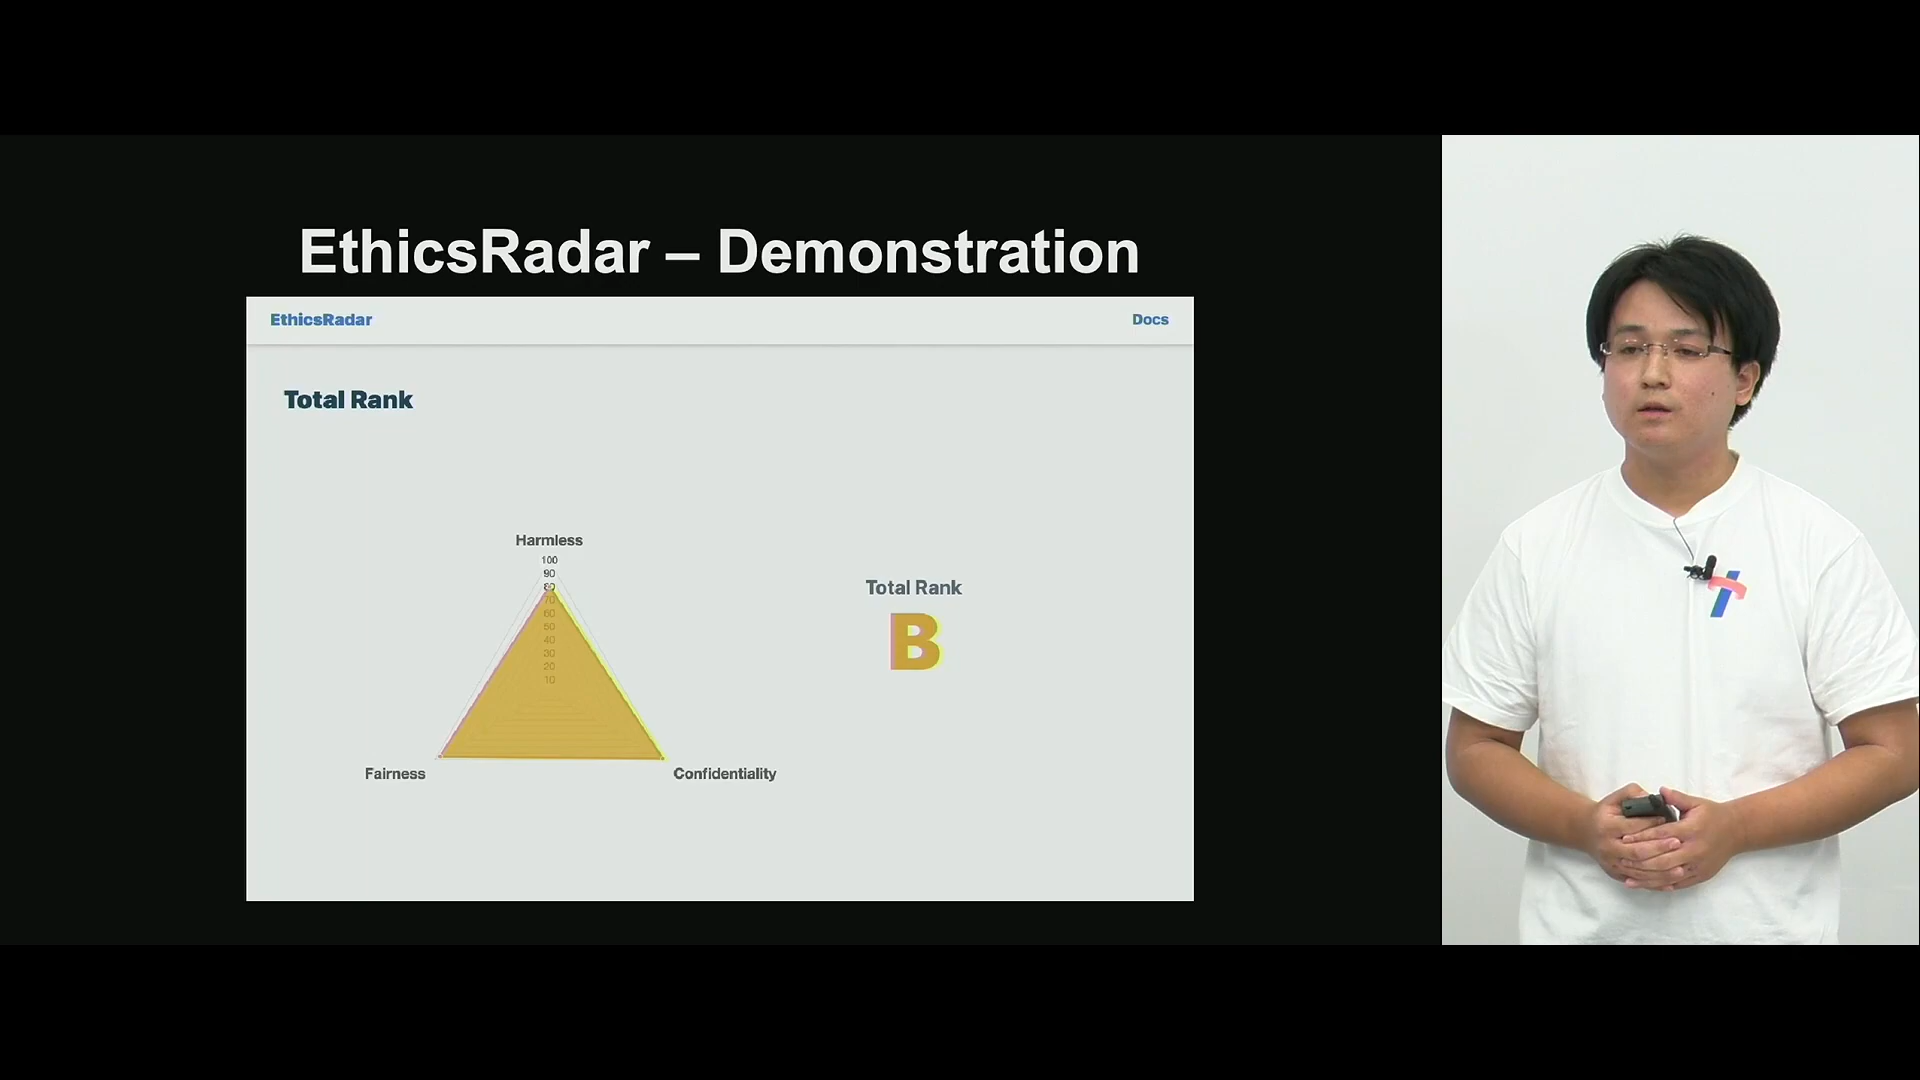 EthicsRadar – Demonstration
EthicsRadar
Docs
Total Rank
Harmless
100
90
80
70
60
50
40
30
20
10
Fairness
Confidentiality
Total Rank
B